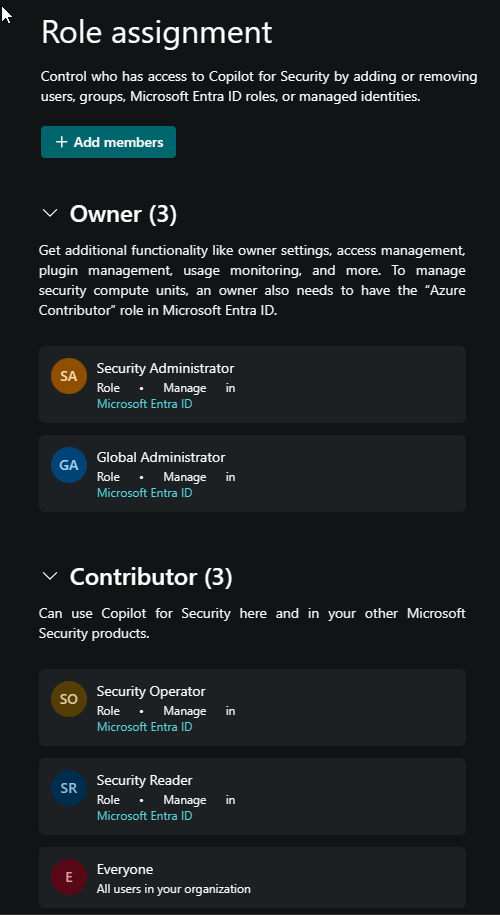 Role assignment
Control who has access to Copilot for Security by adding or removing
users, groups, Microsoft Entra ID roles, or managed identities.
+ Add members
Owner (3)
Get additional functionality like owner settings, access management,
plugin management, usage monitoring, and more. To manage
security compute units, an owner also needs to have the “Azure
Contributor” role in Microsoft Entra ID.
SA
Security Administrator
Role • Manage in
Microsoft Entra ID
GA
Global Administrator
Role • Manage in
Microsoft Entra ID
Contributor (3)
Can use Copilot for Security here and in your other Microsoft
Security products.
SO
Security Operator
Role • Manage in
Microsoft Entra ID
SR
Security Reader
Role • Manage in
Microsoft Entra ID
E
Everyone
All users in your organization